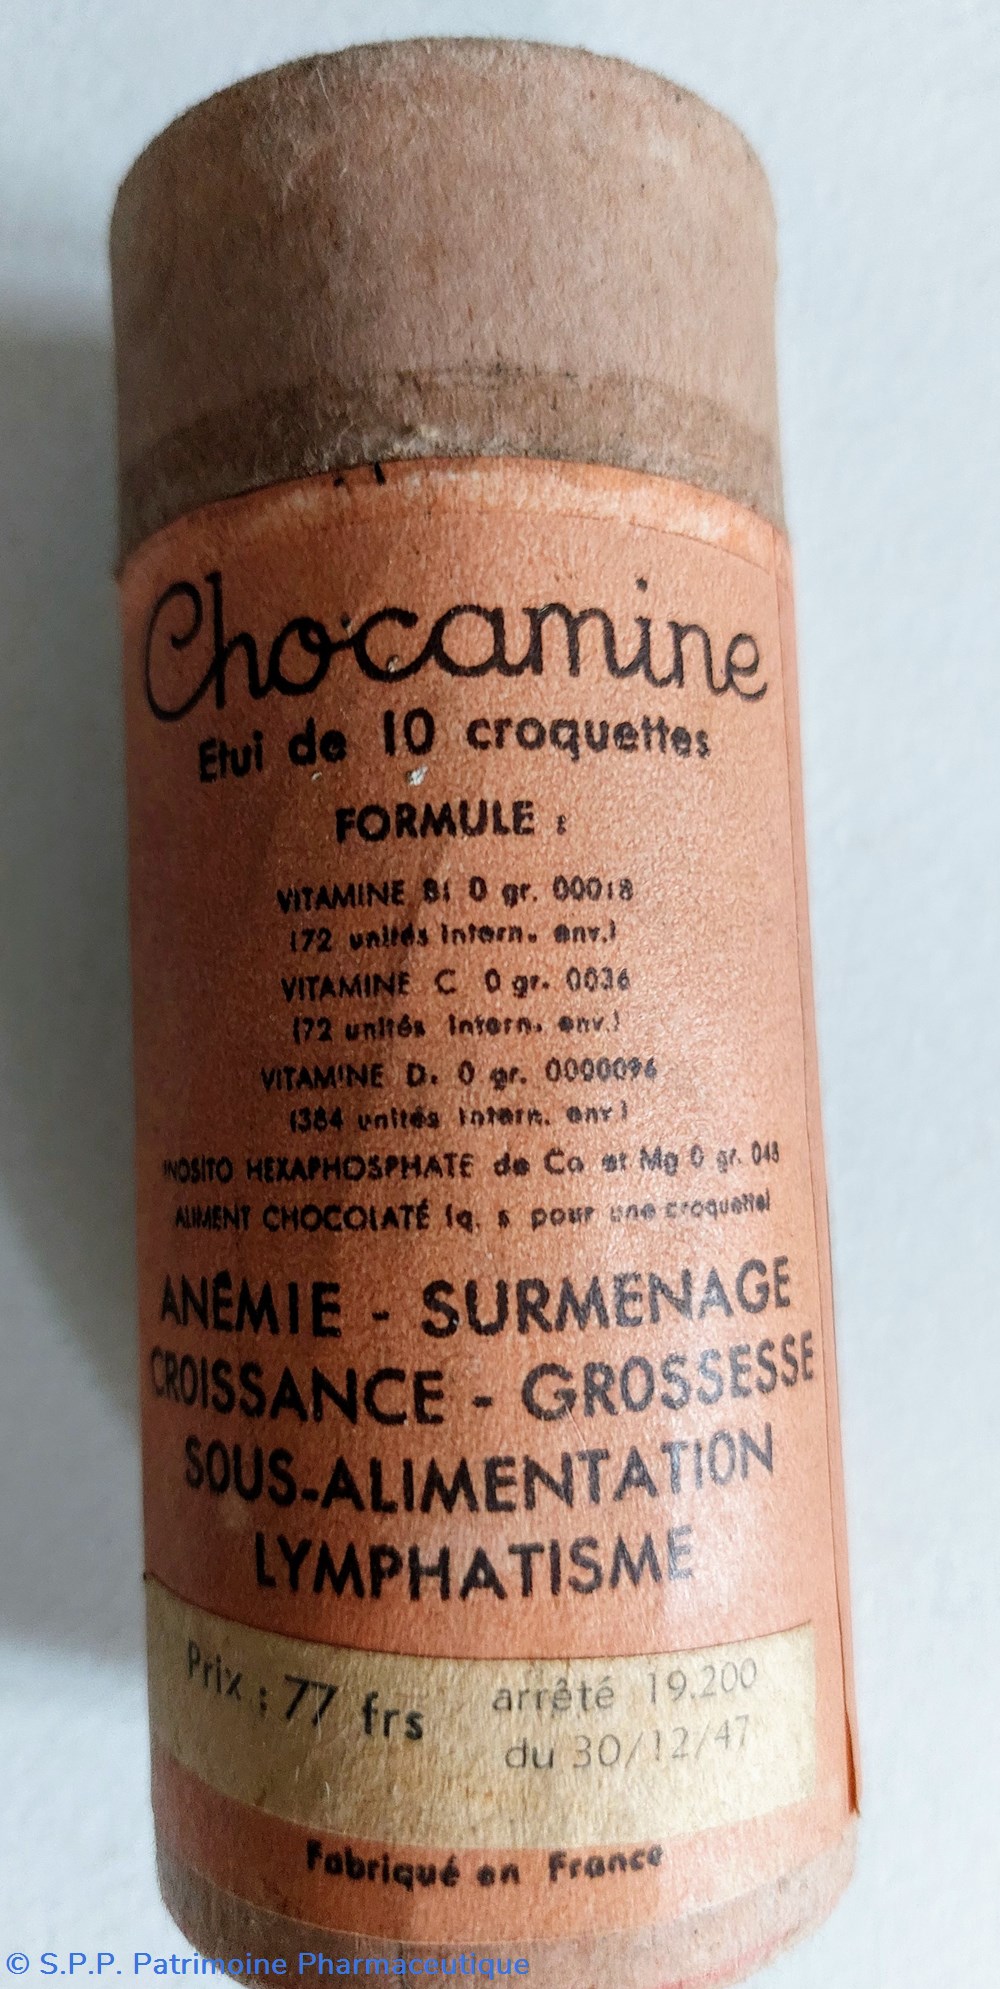 Chocamine
Etui de 10 croquettes
FORMULE :
VITAMINE B1 0 gr. 00018
(72 unités Intern. env.)
VITAMINE C 0 gr. 0036
(72 unités Intern. env.)
VITAMINE D. 0 gr. 0000096
(384 unités Intern. env.)
INOSITO HEXAPHOSPHATE de Ca et Mg 0 gr. 048
ALIMENT CHOCOLATÉ (q. s pour une croquette)
ANÉMIE - SURMENAGE
CROISSANCE - GROSSESSE
SOUS-ALIMENTATION
LYMPHATISME
Prix : 77 frs arrêté 19.200
du 30/12/47
Fabriqué en France
© S.P.P. Patrimoine Pharmaceutique